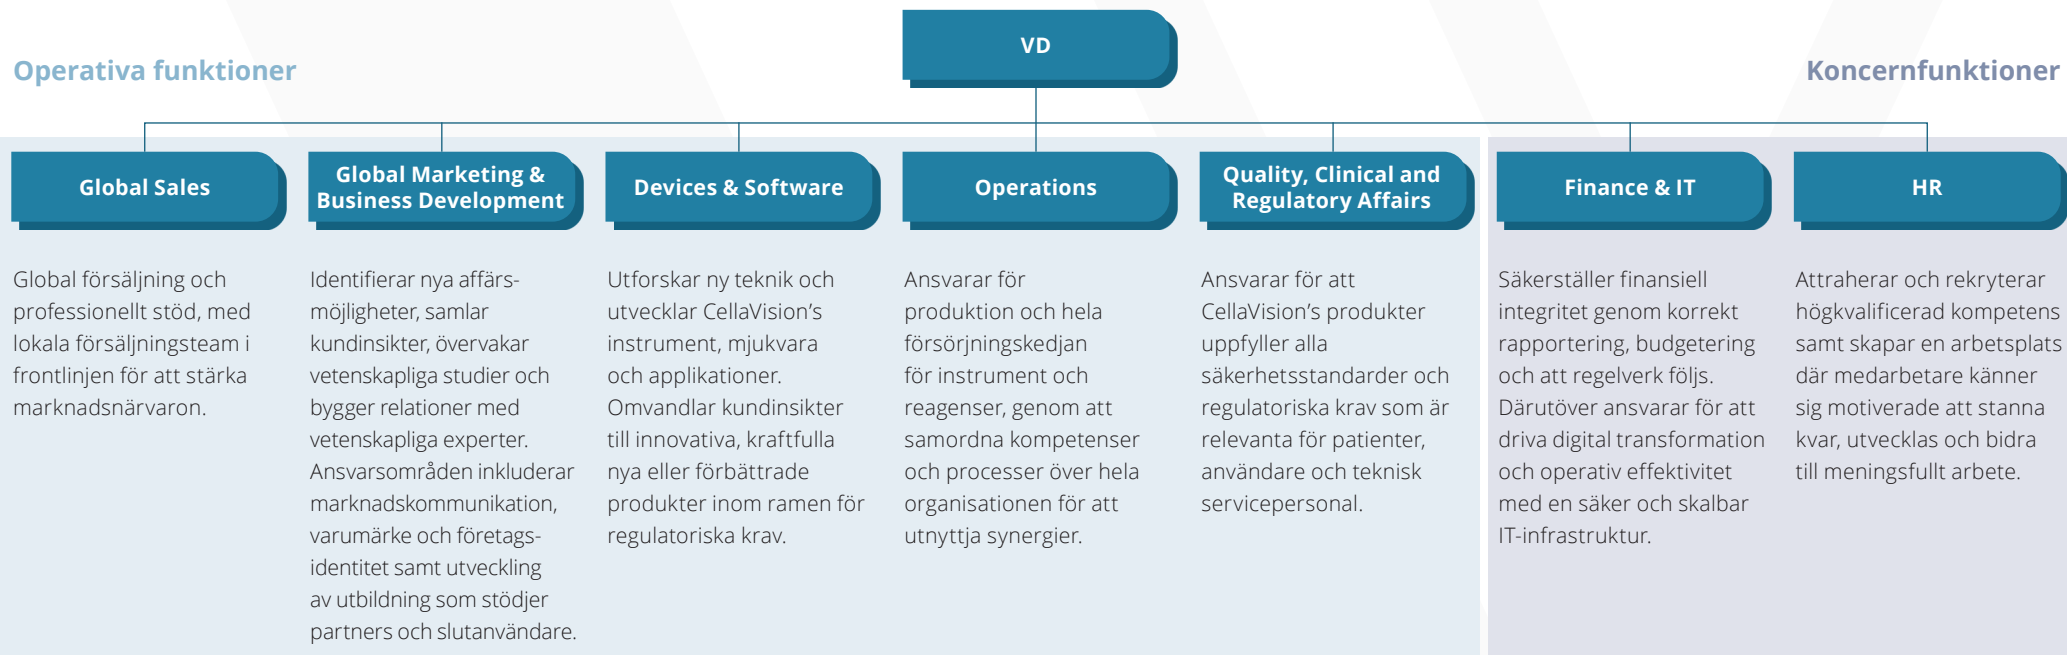 VD
Operativa funktioner
Koncernfunktioner
Global Sales
Global försäljning och
professionellt stöd, med
lokala försäljningsteam i
frontlinjen för att stärka
marknadsnärvaron.
Global Marketing &
Business Development
Identifierar nya affärs-
möjligheter, samlar
kundinsikter, övervakar
vetenskapliga studier och
bygger relationer med
vetenskapliga experter.
Ansvarsområden inkluderar
marknadskommunikation,
varumärke och företags-
identitet samt utveckling
av utbildning som stödjer
partners och slutanvändare.
Devices & Software
Utforskar ny teknik och
utvecklar CellaVision’s
instrument, mjukvara
och applikationer.
Omvandlar kundinsikter
till innovativa, kraftfulla
nya eller förbättrade
produkter inom ramen för
regulatoriska krav.
Operations
Ansvarar för
produktion och hela
försörjningskedjan
för instrument och
reagenser, genom att
samordna kompetenser
och processer över hela
organisationen för att
utnyttja synergier.
Quality, Clinical and
Regulatory Affairs
Ansvarar för att
CellaVision’s produkter
uppfyller alla
säkerhetsstandarder och
regulatoriska krav som är
relevanta för patienter,
användare och teknisk
servicepersonal.
Finance & IT
Säkerställer finansiell
integritet genom korrekt
rapportering, budgetering
och att regelverk följs.
Därutöver ansvarar för att
driva digital transformation
och operativ effektivitet
med en säker och skalbar
IT-infrastruktur.
HR
Attraherar och rekryterar
högkvalificerad kompetens
samt skapar en arbetsplats
där medarbetare känner
sig motiverade att stanna
kvar, utvecklas och bidra
till meningsfullt arbete.